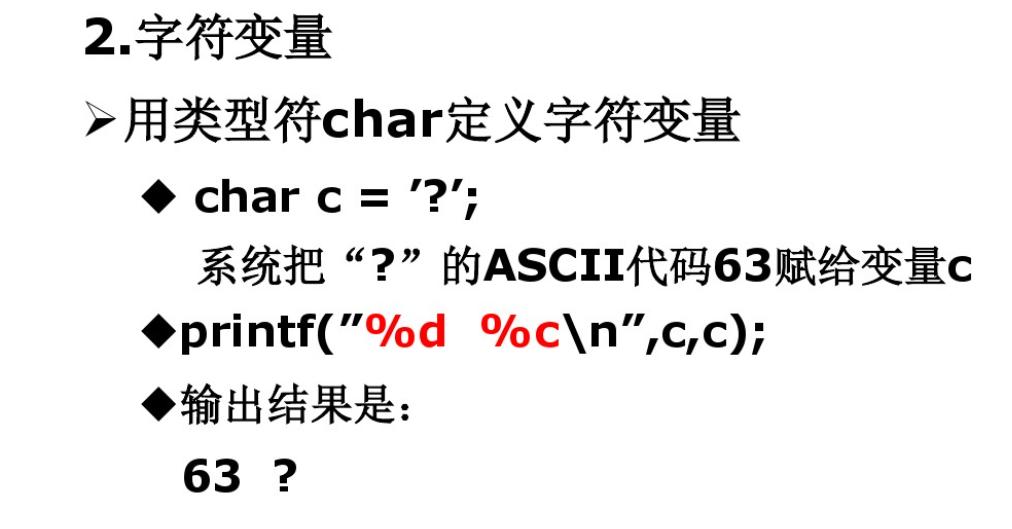 2.字符变量
➢用类型符char定义字符变量
◆ char c = ′?′;
系统把“?”的ASCII代码63赋给变量c
◆printf(″%d  %c\n″,c,c);
◆输出结果是：
63  ?